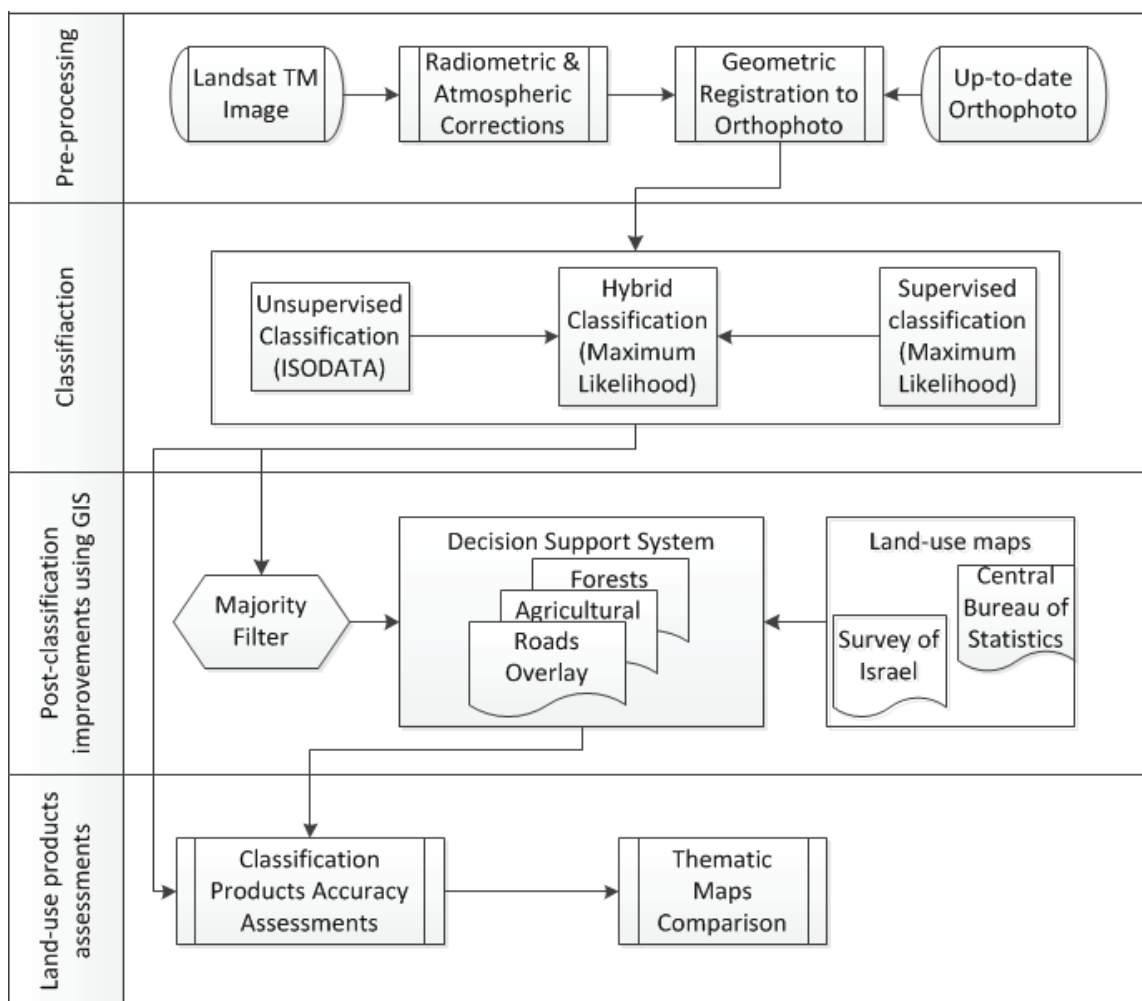 Pre-processing
Landsat TM
Image
Radiometric &
Atmospheric
Corrections
Geometric
Registration to
Orthophoto
Up-to-date
Orthophoto
Classifiaction
Unsupervised
Classification
(ISODATA)
Hybrid
Classification
(Maximum
Likelihood)
Supervised
classification
(Maximum
Likelihood)
Post-classification
improvements using GIS
Majority
Filter
Decision Support System
Forests
Agricultural
Roads
Overlay
Land-use maps
Central
Bureau of
Statistics
Survey of
Israel
Land-use products
assessments
Classification
Products Accuracy
Assessments
Thematic
Maps
Comparison